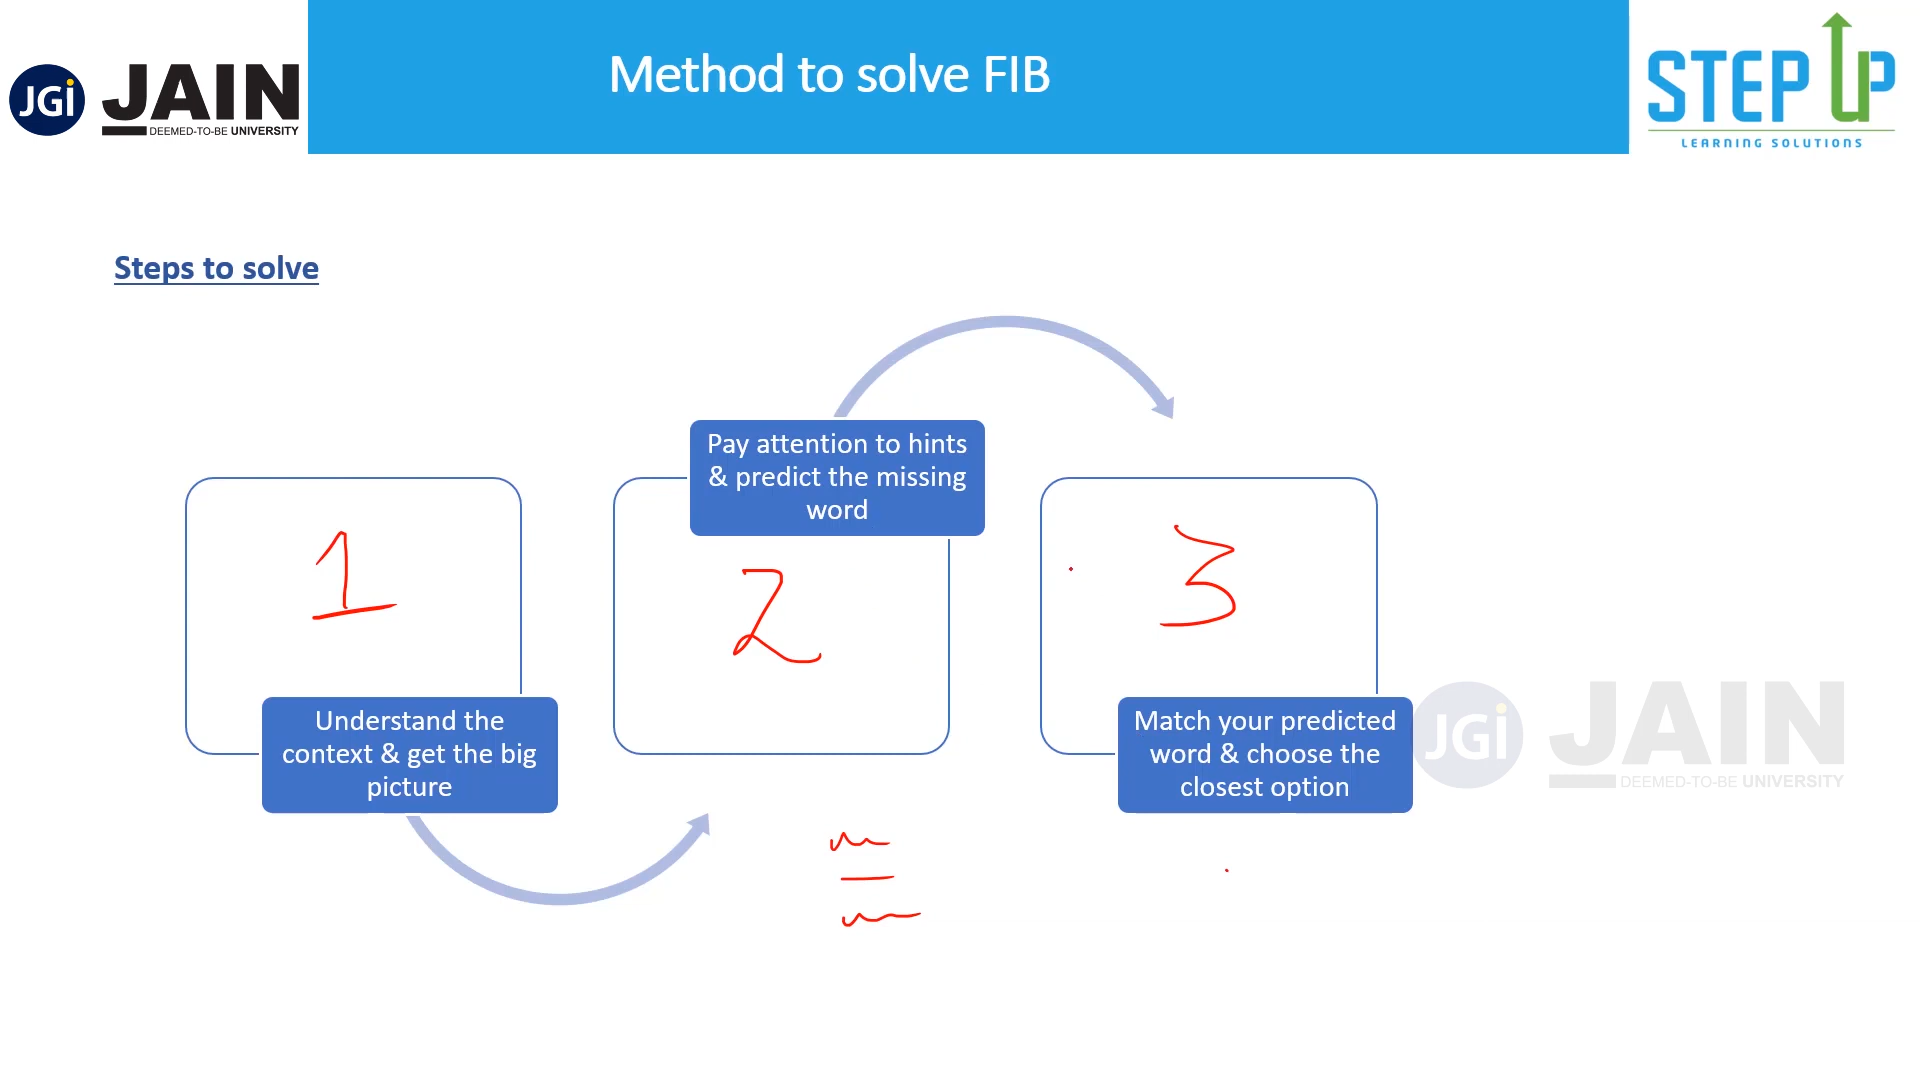 JGi JAIN
DEEMED-TO-BE UNIVERSITY
Method to solve FIB
STEP UP
LEARNING SOLUTIONS
Steps to solve
1
Understand the
context & get the big
picture
Pay attention to hints
& predict the missing
word
2
3
Match your predicted
word & choose the
closest option
JGi JAIN
DEEMED-TO-BE UNIVERSITY